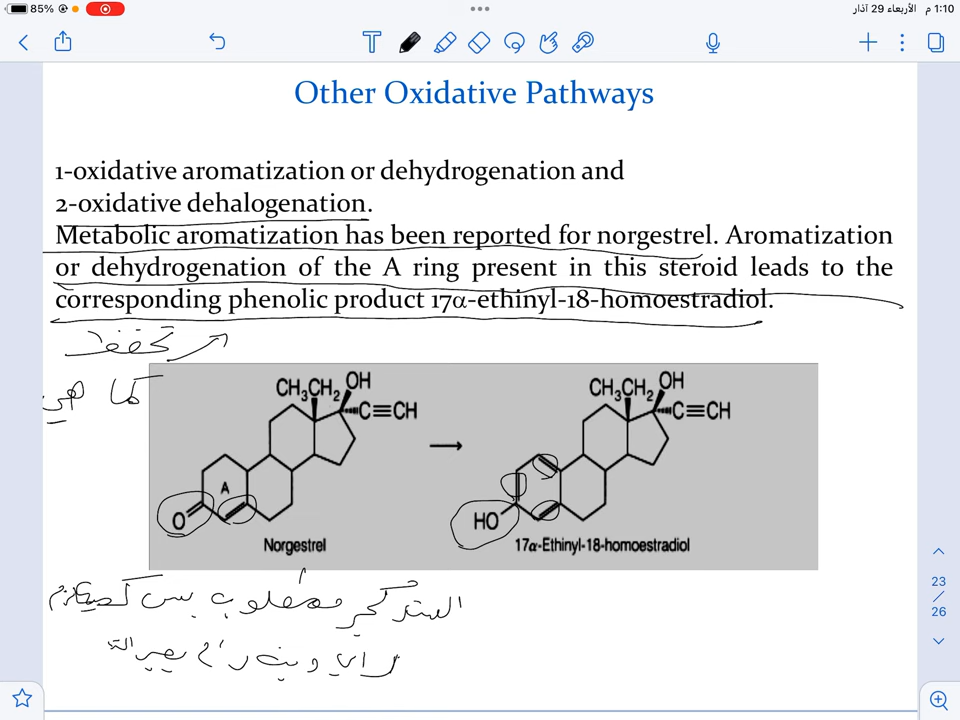 85%
1:10 م الأربعاء 29 آذار
Other Oxidative Pathways
1-oxidative aromatization or dehydrogenation and
2-oxidative dehalogenation.
Metabolic aromatization has been reported for norgestrel. Aromatization
or dehydrogenation of the A ring present in this steroid leads to the
corresponding phenolic product 17α-ethinyl-18-homoestradiol.
كما هي
CH₃CH₂ OH
C≡CH
A
O
Norgestrel
CH₃CH₂ OH
C≡CH
HO
17α-Ethinyl-18-homoestradiol
مطلوب بس
23
/
26